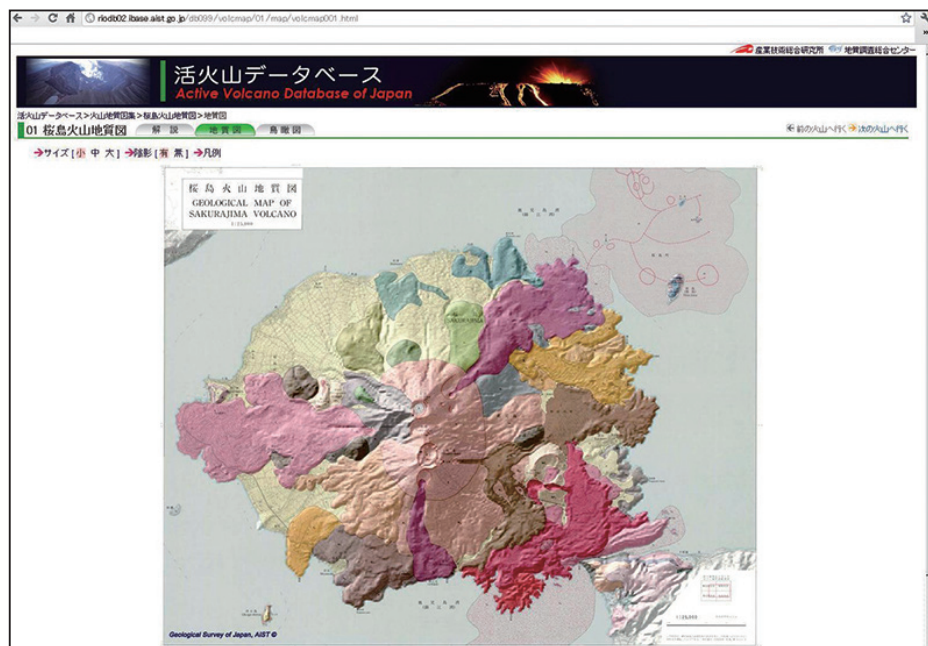 riodb02.ibase.aist.go.jp/db099/volcmap/01/map/volcmap001.html
産業技術総合研究所 地質調査総合センター
活火山データベース
Active Volcano Database of Japan
活火山データベース>火山地質図集>桜島火山地質図>地質図
01 桜島火山地質図 解説 地質図 鳥瞰図 前の火山へ行く 次の火山へ行く
サイズ [小 中 大] 陰影 [有 無] 凡例
桜島火山地質図
GEOLOGICAL MAP OF
SAKURAJIMA VOLCANO
1:25,000
1:25,000
Geological Survey of Japan, AIST ©